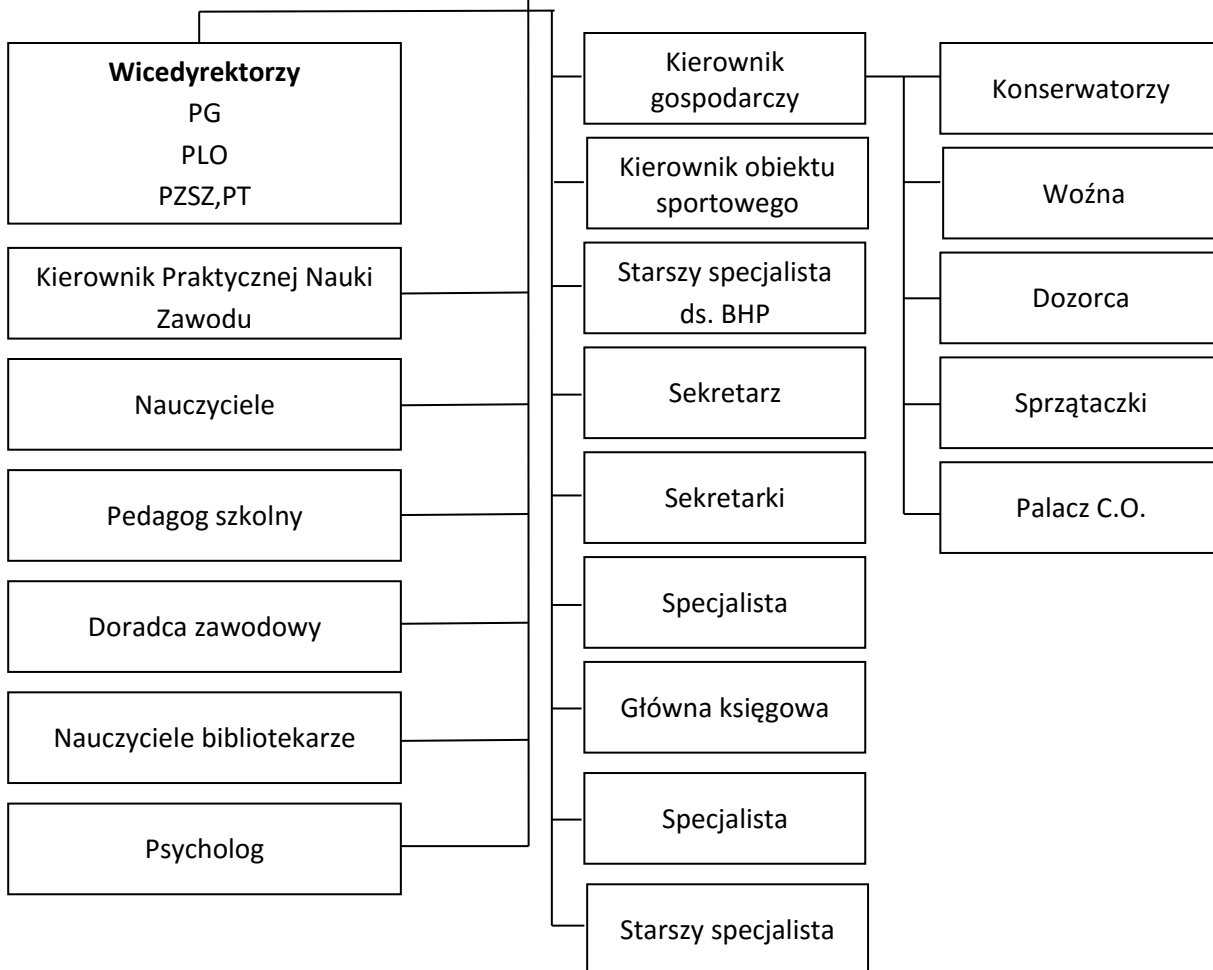 Wicedyrektorzy
PG
PLO
PZSZ,PT
Kierownik Praktycznej Nauki
Zawodu
Nauczyciele
Pedagog szkolny
Doradca zawodowy
Nauczyciele bibliotekarze
Psycholog
Kierownik
gospodarczy
Kierownik obiektu
sportowego
Starszy specjalista
ds. BHP
Sekretarz
Sekretarki
Specjalista
Główna księgowa
Specjalista
Starszy specjalista
Konserwatorzy
Woźna
Dozorca
Sprzątaczki
Palacz C.O.